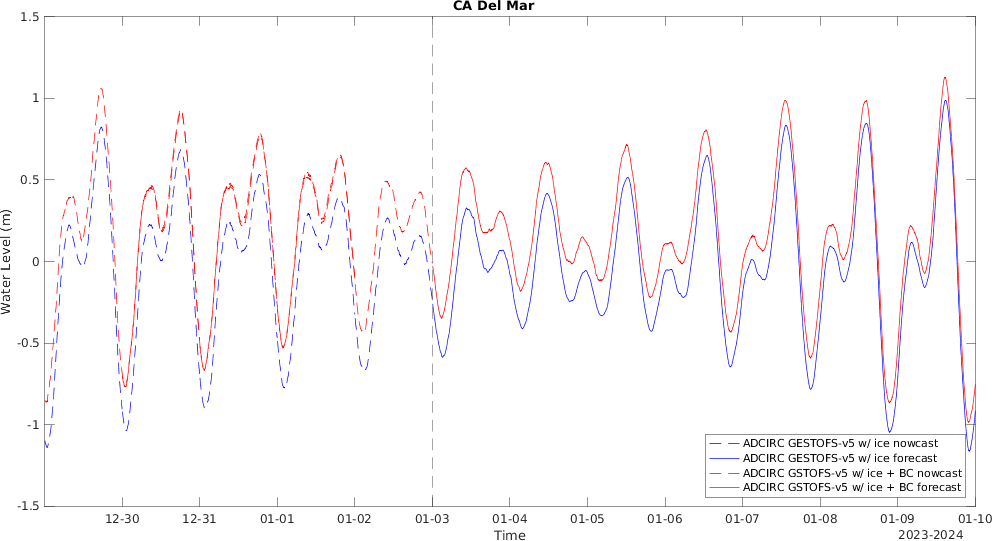 CA Del Mar
1.5
1
0.5
0
-0.5
-1
-1.5
Water Level (m)
12-30 12-31 01-01 01-02 01-03 01-04 01-05 01-06 01-07 01-08 01-09 01-10
Time
2023-2024
ADCIRC GESTOFS-v5 w/ ice nowcast
ADCIRC GESTOFS-v5 w/ ice forecast
ADCIRC GSTOFS-v5 w/ ice + BC nowcast
ADCIRC GSTOFS-v5 w/ ice + BC forecast